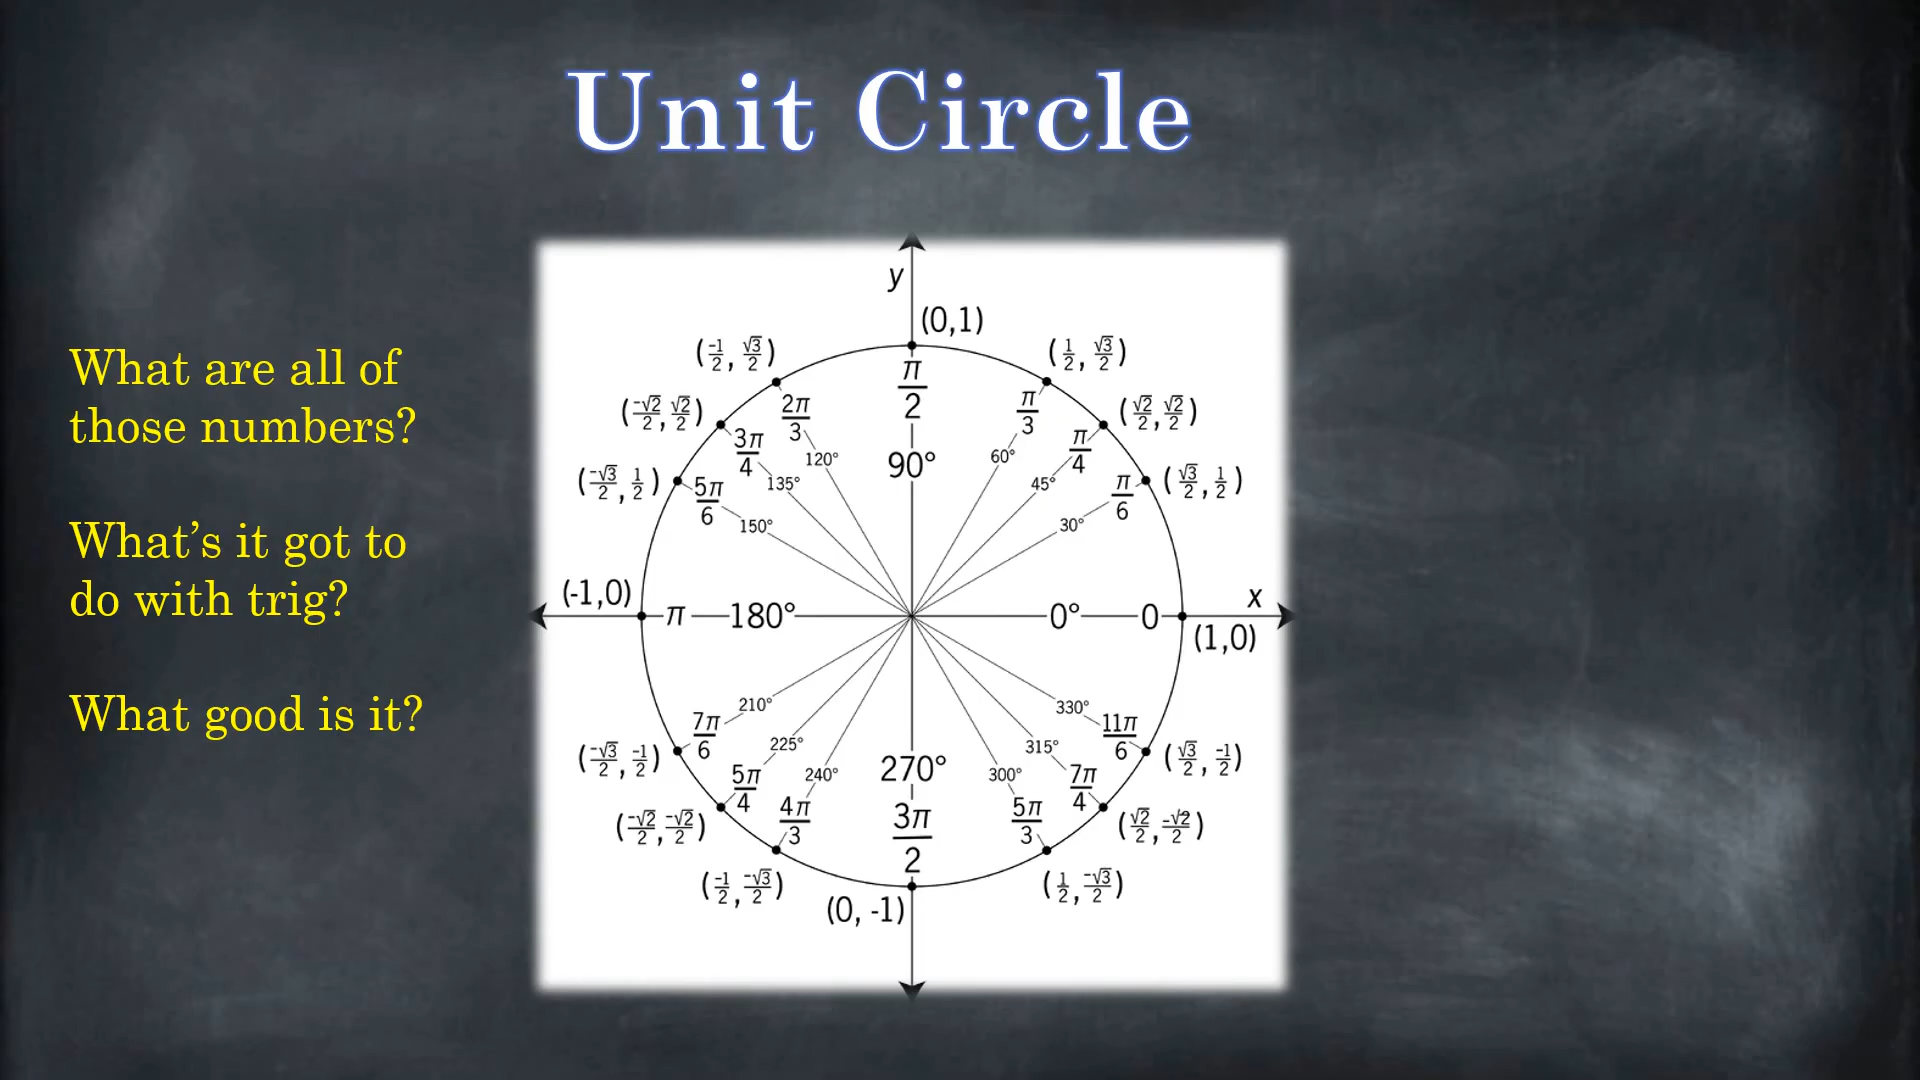 Unit Circle
What are all of
those numbers?
What's it got to
do with trig?
What good is it?
y
(0,1)
(-1/2, √3/2)
(1/2, √3/2)
(-√2/2, √2/2)
(√2/2, √2/2)
(-√3/2, 1/2)
(√3/2, 1/2)
π/2
2π/3
π/3
3π/4
π/4
5π/6
π/6
120°
90°
60°
135°
45°
150°
30°
(-1,0)
x
π
180°
0°
0
(1,0)
210°
330°
7π/6
11π/6
225°
315°
(-√3/2, -1/2)
(√3/2, -1/2)
240°
270°
300°
5π/4
7π/4
4π/3
3π/2
5π/3
(-√2/2, -√2/2)
(√2/2, -√2/2)
(-1/2, -√3/2)
(1/2, -√3/2)
(0, -1)